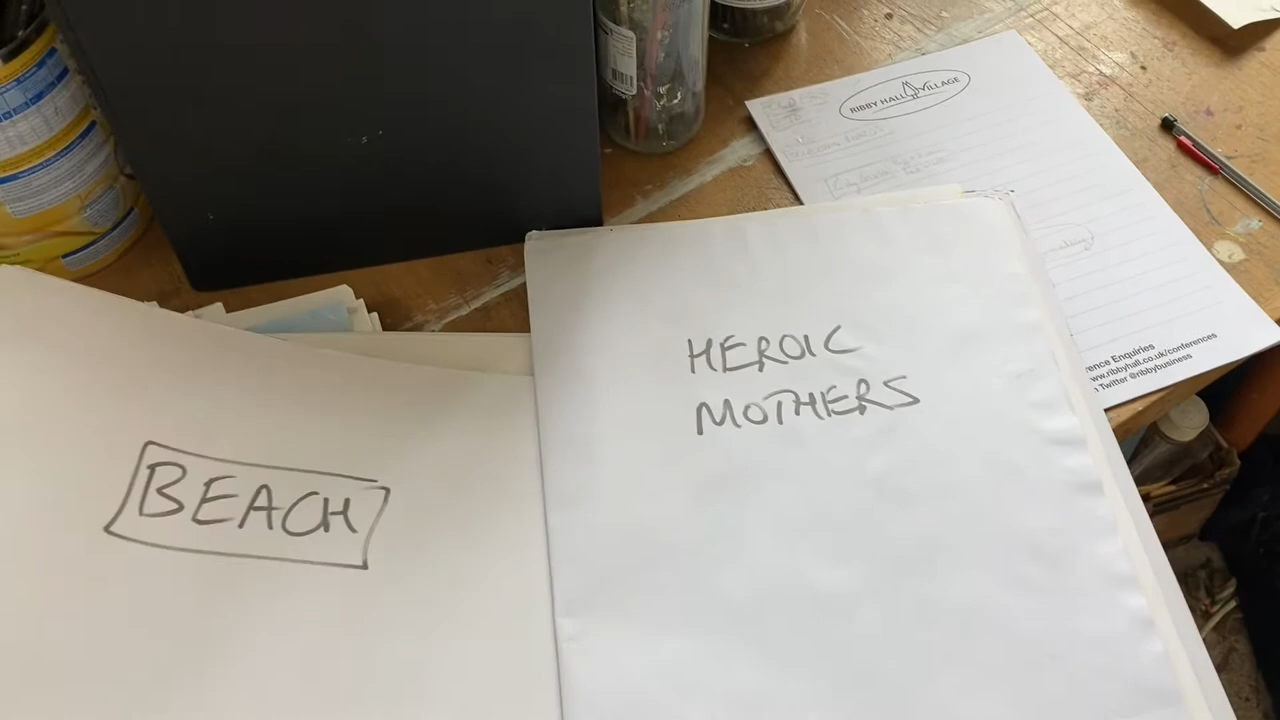 RIBBY HALL VILLAGE
HEROIC
MOTHERS
BEACH
rence Enquiries
www.ribbyhall.co.uk/conferences
n Twitter @ribbybusiness